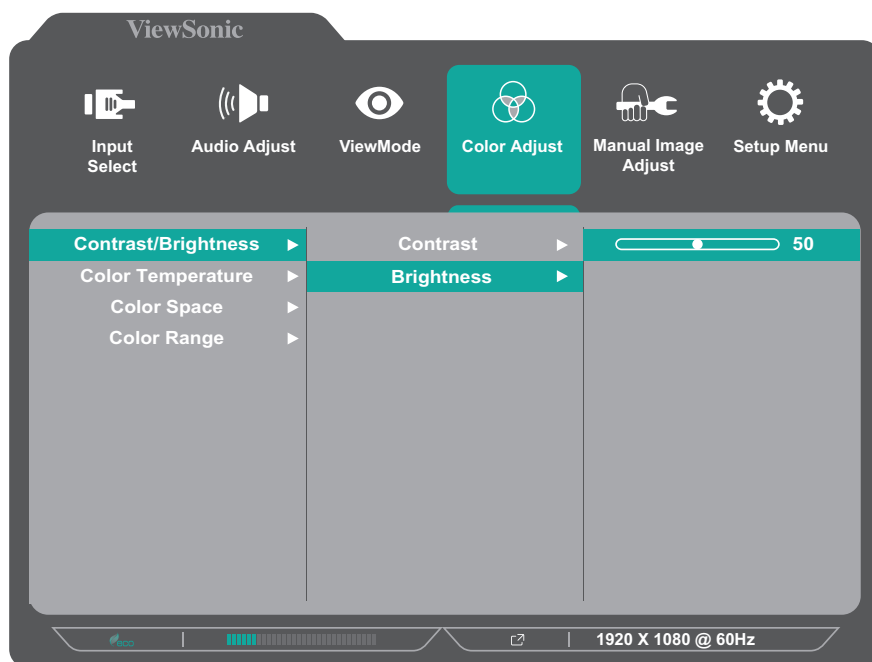 ViewSonic
Input
Select
Audio Adjust
ViewMode
Color Adjust
Manual Image
Adjust
Setup Menu
Contrast/Brightness
Contrast
50
Color Temperature
Brightness
Color Space
Color Range
eco
1920 X 1080 @ 60Hz